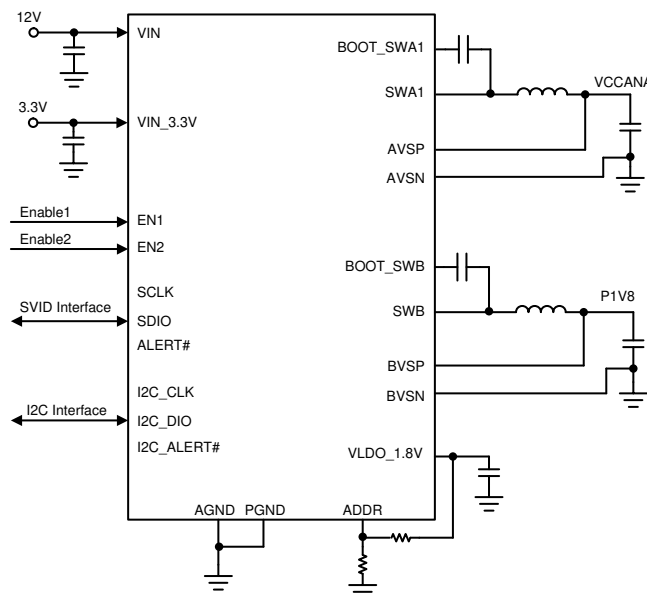 12V
VIN
3.3V
VIN_3.3V
Enable1
EN1
Enable2
EN2
SCLK
SVID Interface
SDIO
ALERT#
I2C_CLK
I2C Interface
I2C_DIO
I2C_ALERT#
BOOT_SWA1
SWA1
VCCANA
AVSP
AVSN
BOOT_SWB
SWB
P1V8
BVSP
BVSN
VLDO_1.8V
AGND
PGND
ADDR